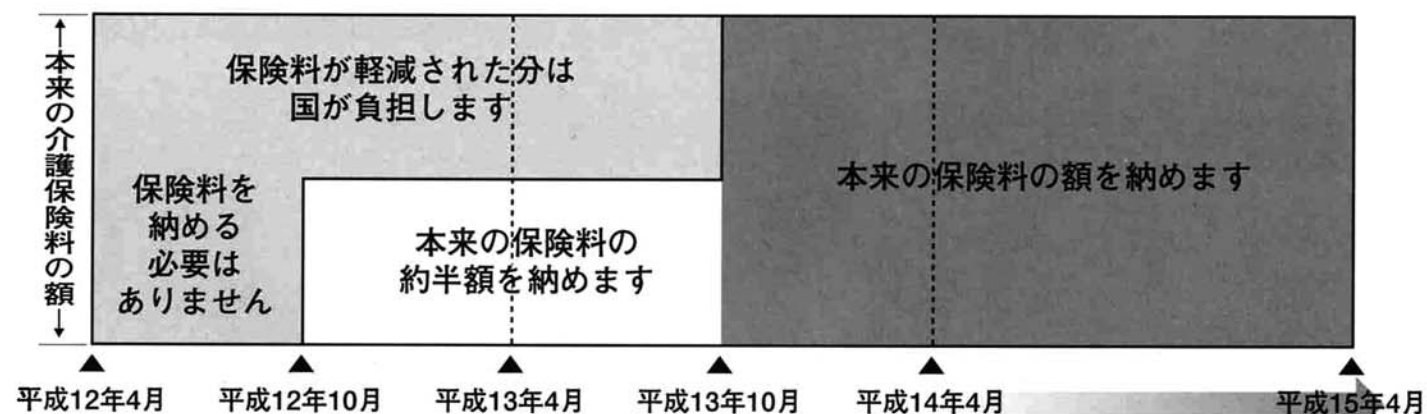 ←本来の介護保険料の額→
保険料が軽減された分は
国が負担します
保険料を
納める
必要は
ありません
本来の保険料の
約半額を納めます
本来の保険料の額を納めます
平成12年4月
平成12年10月
平成13年4月
平成13年10月
平成14年4月
平成15年4月